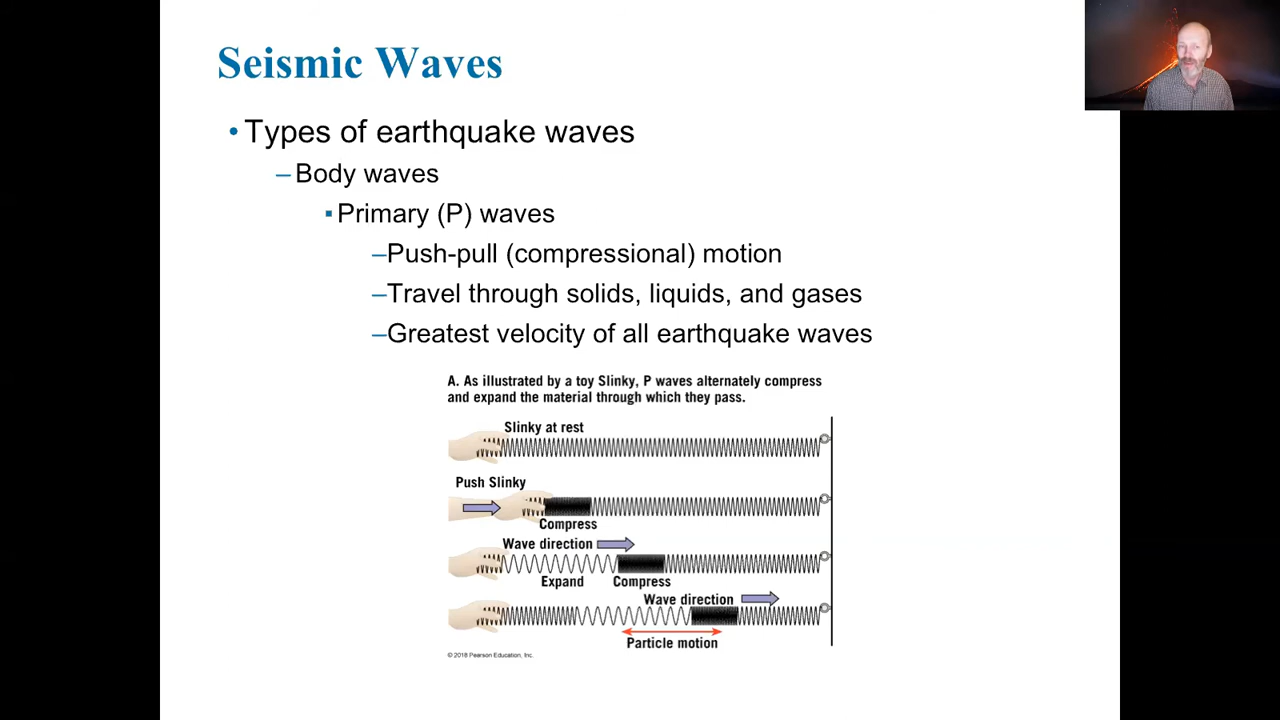 Seismic Waves
• Types of earthquake waves
– Body waves
▪ Primary (P) waves
–Push-pull (compressional) motion
–Travel through solids, liquids, and gases
–Greatest velocity of all earthquake waves
A. As illustrated by a toy Slinky, P waves alternately compress
and expand the material through which they pass.
Slinky at rest
Push Slinky
Compress
Wave direction
Expand Compress
Wave direction
Particle motion
© 2018 Pearson Education, Inc.